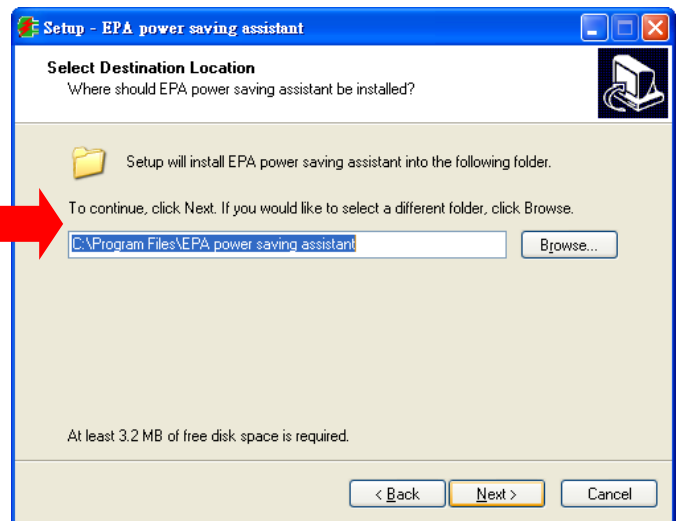 Setup - EPA power saving assistant
Select Destination Location
Where should EPA power saving assistant be installed?
Setup will install EPA power saving assistant into the following folder.
To continue, click Next. If you would like to select a different folder, click Browse.
C:\Program Files\EPA power saving assistant
Browse...
At least 3.2 MB of free disk space is required.
< Back
Next >
Cancel